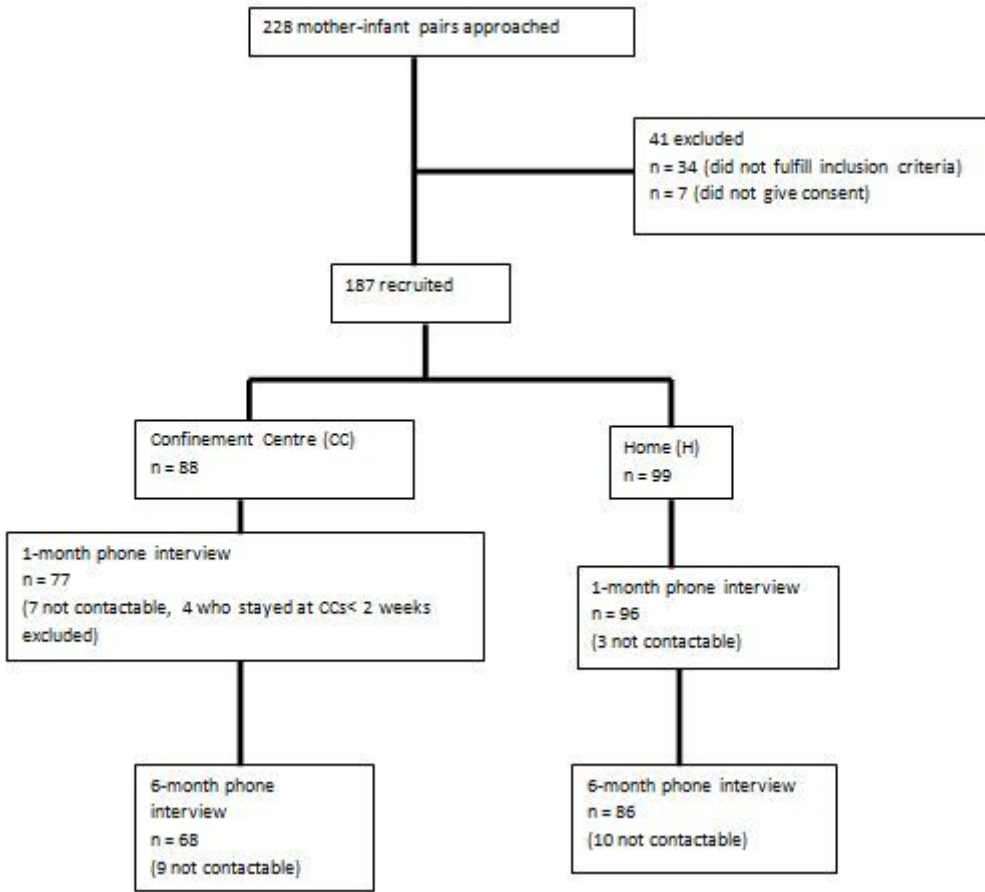 228 mother-infant pairs approached
41 excluded
n = 34 (did not fulfill inclusion criteria)
n = 7 (did not give consent)
187 recruited
Confinement Centre (CC)
n = 88
Home (H)
n = 99
1-month phone interview
n = 77
(7 not contactable, 4 who stayed at CCs< 2 weeks
excluded)
1-month phone interview
n = 96
(3 not contactable)
6-month phone
interview
n = 68
(9 not contactable)
6-month phone interview
n = 86
(10 not contactable)